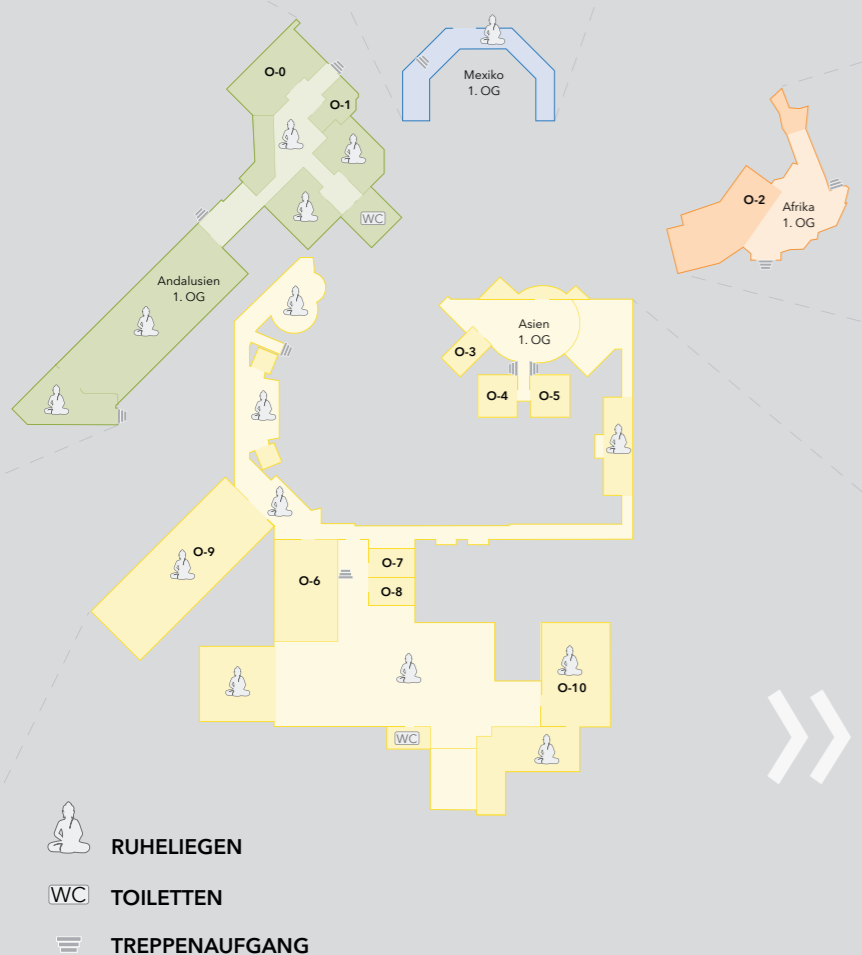 O-0
Mexiko
1. OG
O-1
O-2
Afrika
1. OG
WC
Andalusien
1. OG
Asien
1. OG
O-3
O-4
O-5
O-9
O-6
O-7
O-8
O-10
WC
RUHELIEGEN
WC TOILETTEN
TREPPENAUFGANG